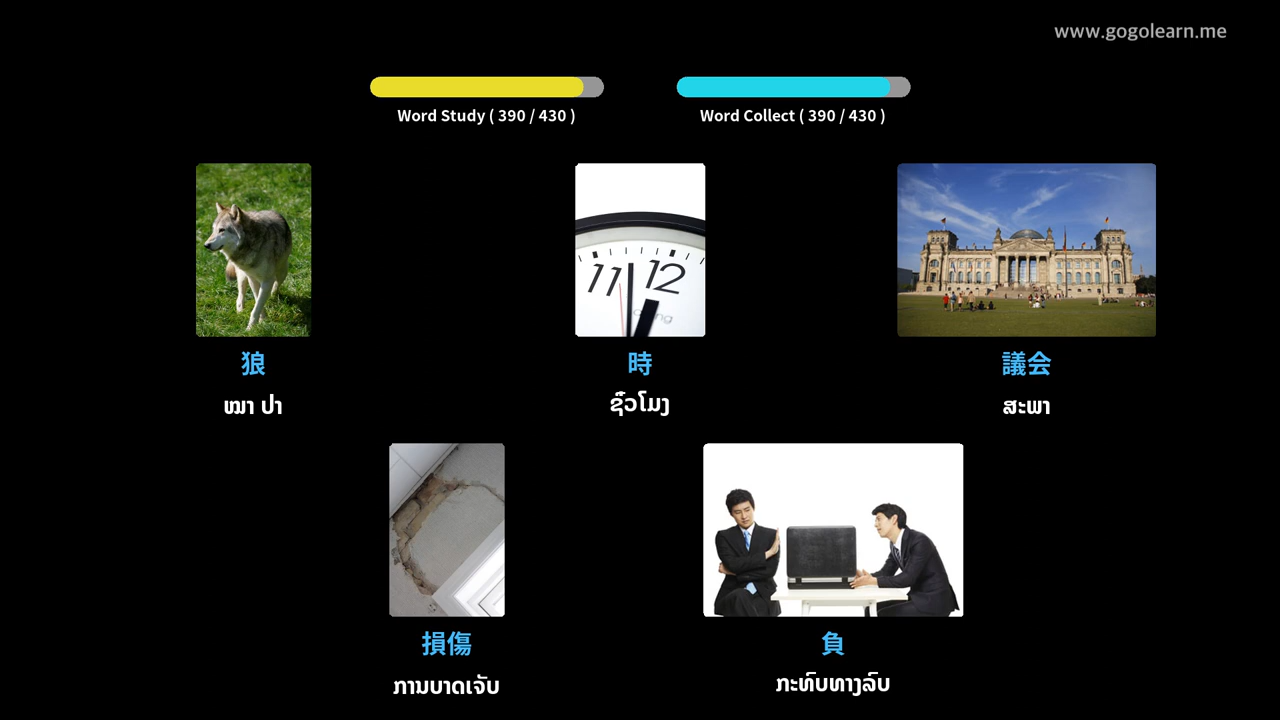 www.gogolearn.me
Word Study ( 390 / 430 )
Word Collect ( 390 / 430 )
11 12
狼
時
議会
ໝາ ປ່າ
ຊົ່ວໂມງ
ສະພາ
損傷
負
ການບາດເຈັບ
ກະທົບທາງລົບ